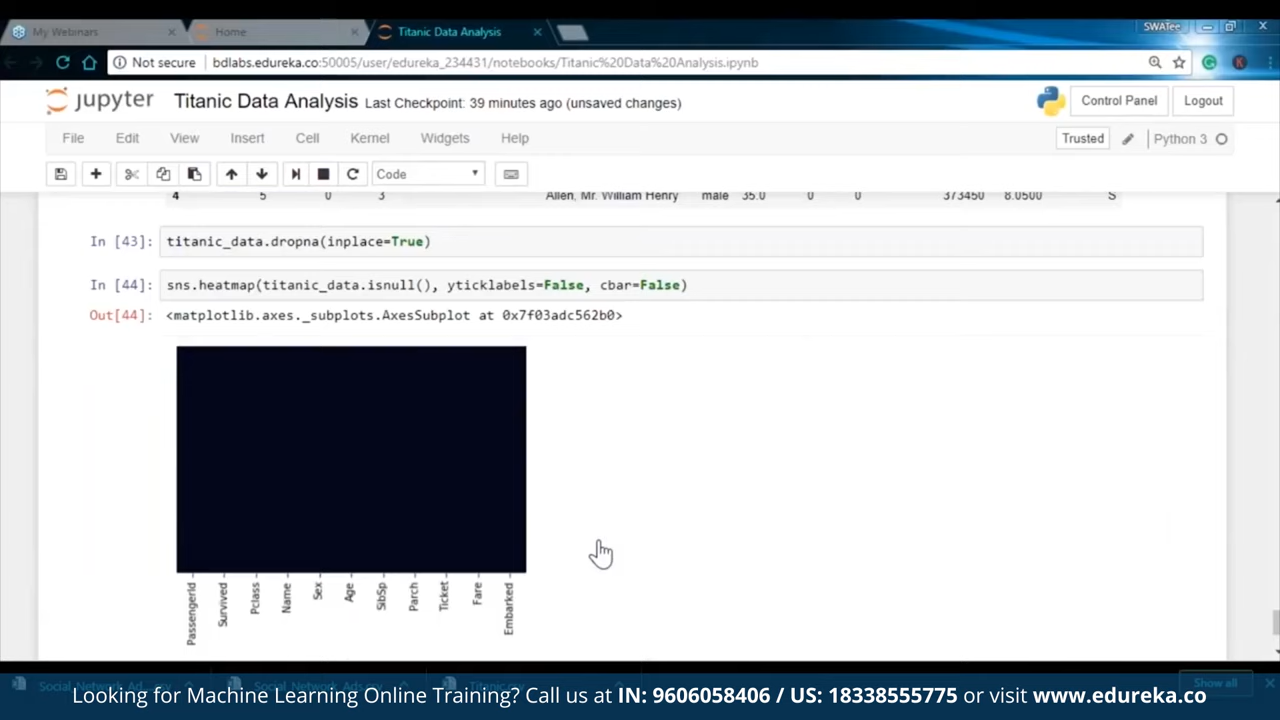 SWATee
My Webinars
Home
Titanic Data Analysis
Not secure
bdlabs.edureka.co:50005/user/edureka_234431/notebooks/Titanic%20Data%20Analysis.ipynb
jupyter Titanic Data Analysis Last Checkpoint: 39 minutes ago (unsaved changes)
Control Panel Logout
File Edit View Insert Cell Kernel Widgets Help
Trusted Python 3
Code
4 5 0 3 Allen, Mr. William Henry male 35.0 0 0 373450 8.0500 S
In [43]: titanic_data.dropna(inplace=True)
In [44]: sns.heatmap(titanic_data.isnull(), yticklabels=False, cbar=False)
Out[44]: <matplotlib.axes._subplots.AxesSubplot at 0x7f03adc562b0>
PassengerId
Survived
Pclass
Name
Sex
Age
SibSp
Parch
Ticket
Fare
Embarked
Show all
Looking for Machine Learning Online Training? Call us at IN: 9606058406 / US: 18338555775 or visit www.edureka.co